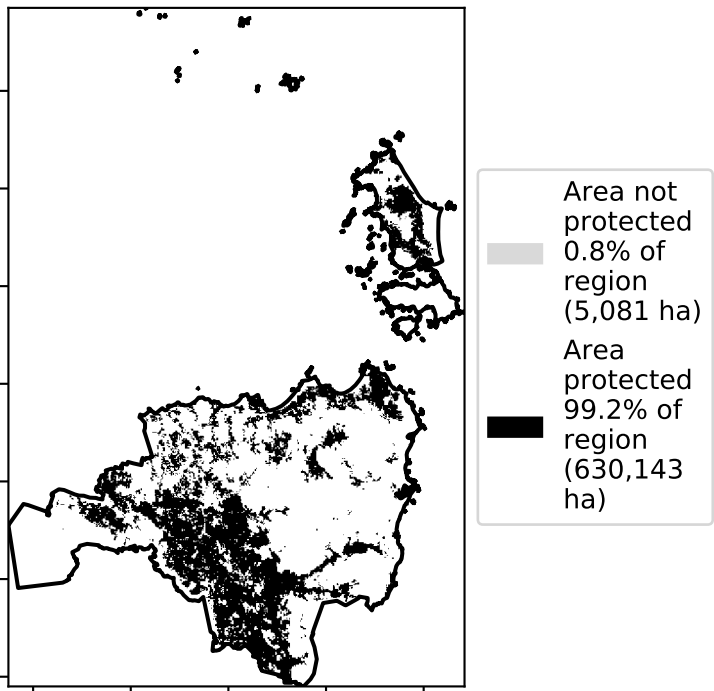 Area not
protected
0.8% of
region
(5,081 ha)
Area
protected
99.2% of
region
(630,143
ha)